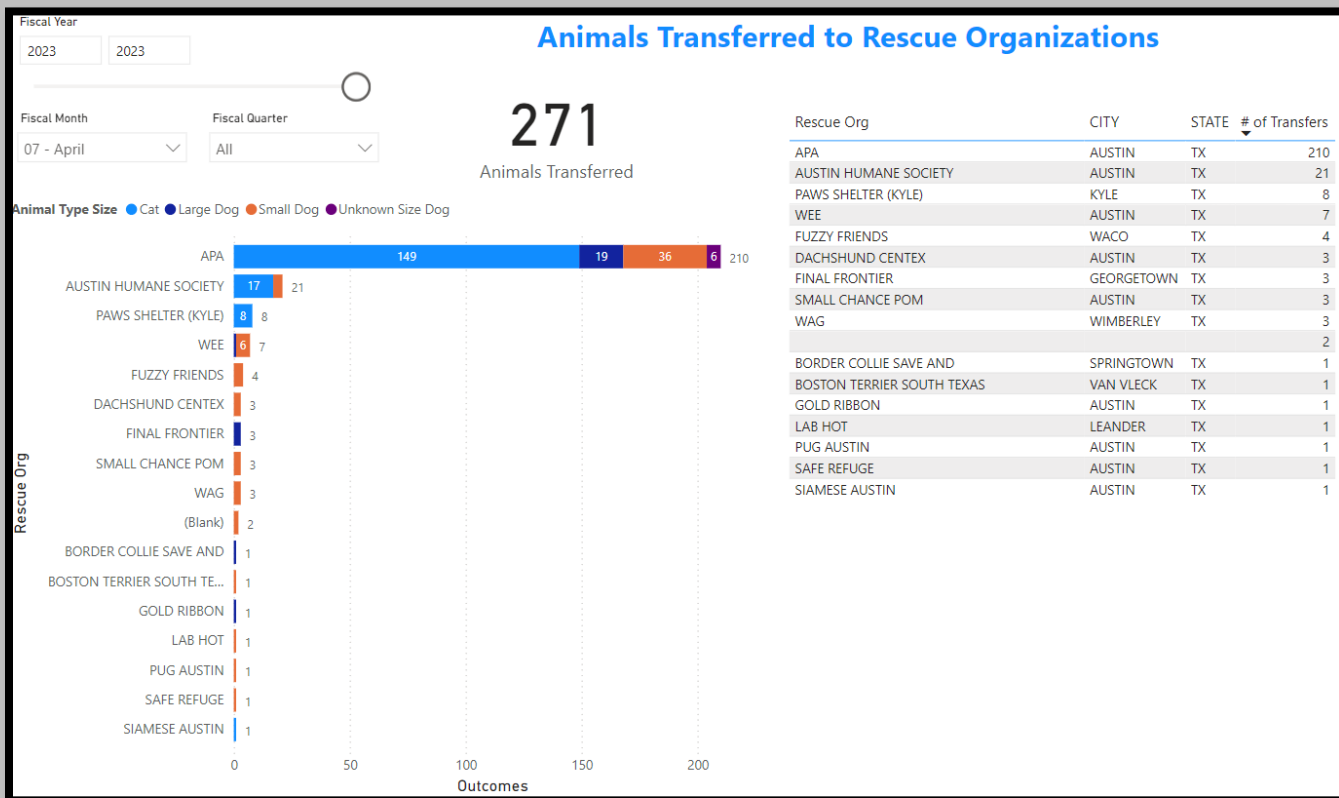 Fiscal Year
2023 2023
Animals Transferred to Rescue Organizations
Fiscal Month Fiscal Quarter
07 - April All
271
Animals Transferred
Animal Type Size Cat Large Dog Small Dog Unknown Size Dog
Rescue Org
APA 149 19 36 6 210
AUSTIN HUMANE SOCIETY 17 21
PAWS SHELTER (KYLE) 8 8
WEE 6 7
FUZZY FRIENDS 4
DACHSHUND CENTEX 3
FINAL FRONTIER 3
SMALL CHANCE POM 3
WAG 3
(Blank) 2
BORDER COLLIE SAVE AND 1
BOSTON TERRIER SOUTH TE... 1
GOLD RIBBON 1
LAB HOT 1
PUG AUSTIN 1
SAFE REFUGE 1
SIAMESE AUSTIN 1
0 50 100 150 200
Outcomes
Rescue Org CITY STATE # of Transfers
APA AUSTIN TX 210
AUSTIN HUMANE SOCIETY AUSTIN TX 21
PAWS SHELTER (KYLE) KYLE TX 8
WEE AUSTIN TX 7
FUZZY FRIENDS WACO TX 4
DACHSHUND CENTEX AUSTIN TX 3
FINAL FRONTIER GEORGETOWN TX 3
SMALL CHANCE POM AUSTIN TX 3
WAG WIMBERLEY TX 3
2
BORDER COLLIE SAVE AND SPRINGTOWN TX 1
BOSTON TERRIER SOUTH TEXAS VAN VLECK TX 1
GOLD RIBBON AUSTIN TX 1
LAB HOT LEANDER TX 1
PUG AUSTIN AUSTIN TX 1
SAFE REFUGE AUSTIN TX 1
SIAMESE AUSTIN AUSTIN TX 1